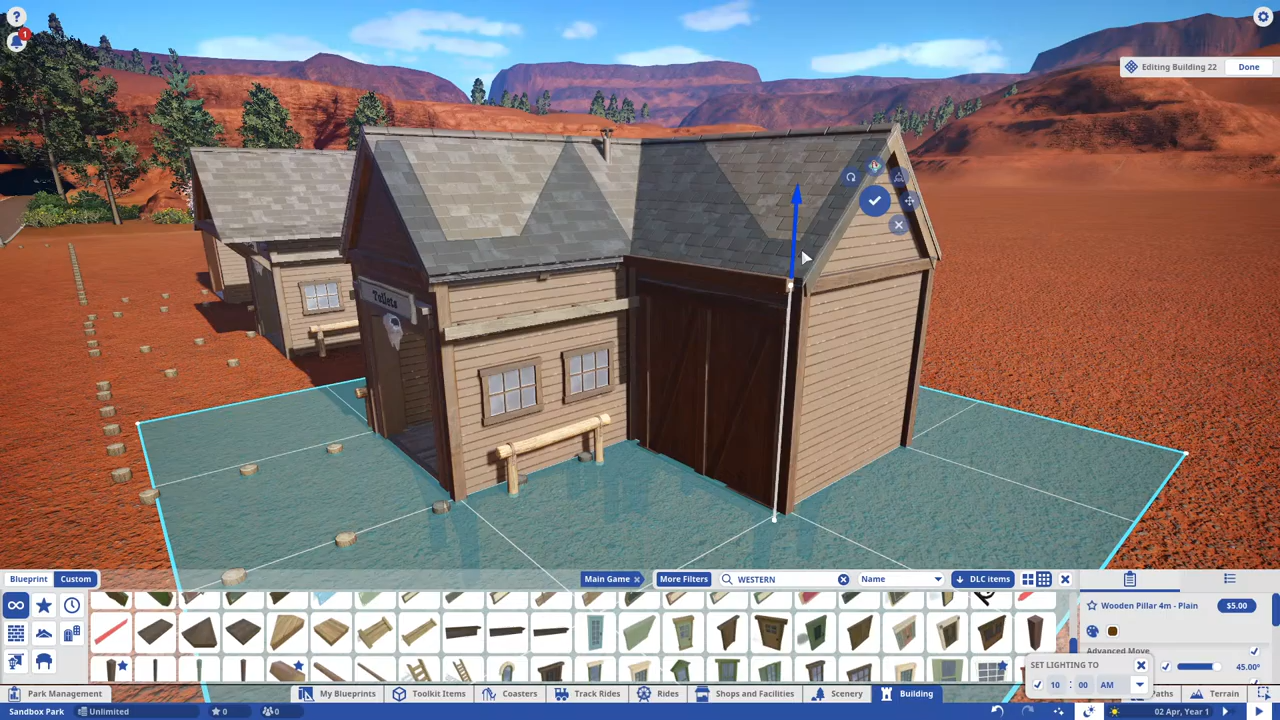 ?
1
Editing Building 22 Done
Toilets
Blueprint Custom Main Game × More Filters WESTERN Name DLC items
Wooden Pillar 4m - Plain $5.00
Advanced Move
SET LIGHTING TO
45.00°
10 : 00 AM
Park Management My Blueprints Toolkit Items Coasters Track Rides Rides Shops and Facilities Scenery Building Paths Terrain
Sandbox Park Unlimited 0 0 02 Apr, Year 1